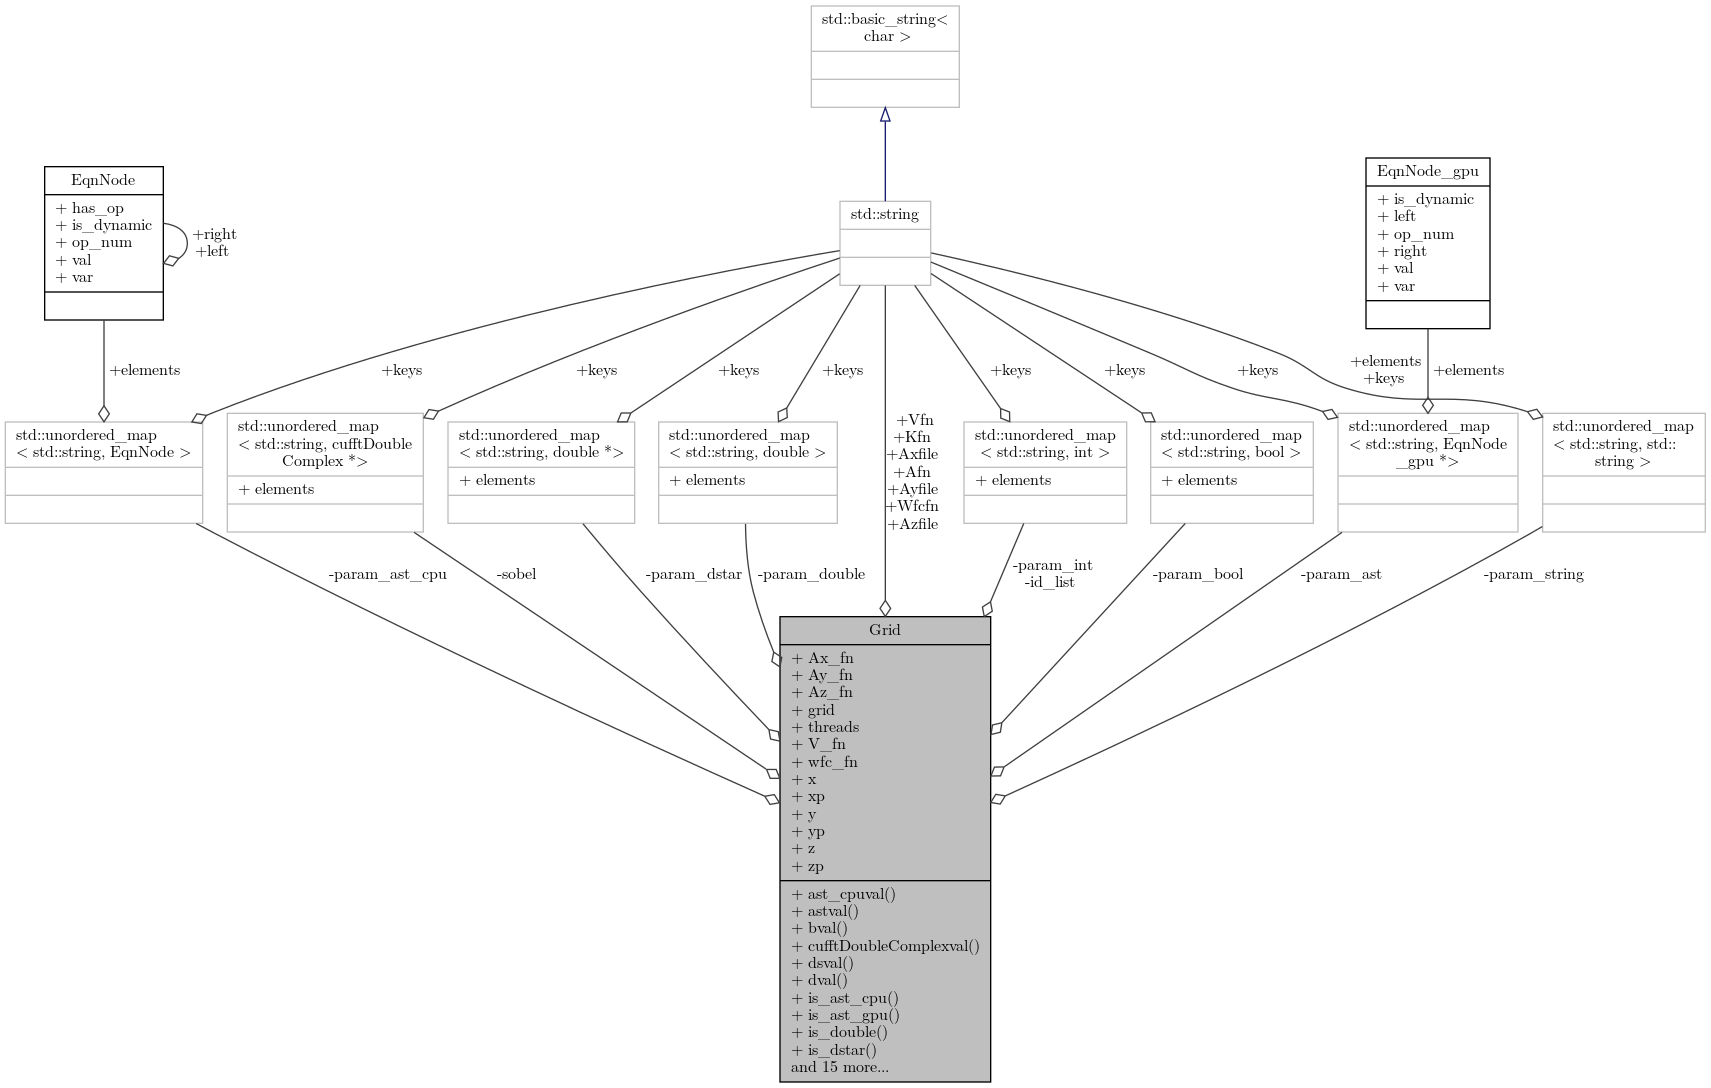 std::basic_string<
char >
EqnNode
+ has_op
+ is_dynamic
+ op_num
+ val
+ var
+right
+left
std::string
EqnNode_gpu
+ is_dynamic
+ left
+ op_num
+ right
+ val
+ var
+elements
+keys
+keys
+keys
+keys
+keys
+keys
+keys
+elements
+keys
+elements
std::unordered_map
< std::string, EqnNode >
std::unordered_map
< std::string, cufftDouble
Complex *>
+ elements
std::unordered_map
< std::string, double *>
+ elements
std::unordered_map
< std::string, double >
+ elements
+Vfn
+Kfn
+Axfile
+Afn
+Ayfile
+Wfcfn
+Azfile
std::unordered_map
< std::string, int >
+ elements
std::unordered_map
< std::string, bool >
+ elements
std::unordered_map
< std::string, EqnNode
_gpu *>
std::unordered_map
< std::string, std::
string >
-param_ast_cpu
-sobel
-param_dstar
-param_double
-param_int
-id_list
-param_bool
-param_ast
-param_string
Grid
+ Ax_fn
+ Ay_fn
+ Az_fn
+ grid
+ threads
+ V_fn
+ wfc_fn
+ x
+ xp
+ y
+ yp
+ z
+ zp
+ ast_cpuval()
+ astval()
+ bval()
+ cufftDoubleComplexval()
+ dsval()
+ dval()
+ is_ast_cpu()
+ is_ast_gpu()
+ is_double()
+ is_dstar()
and 15 more...